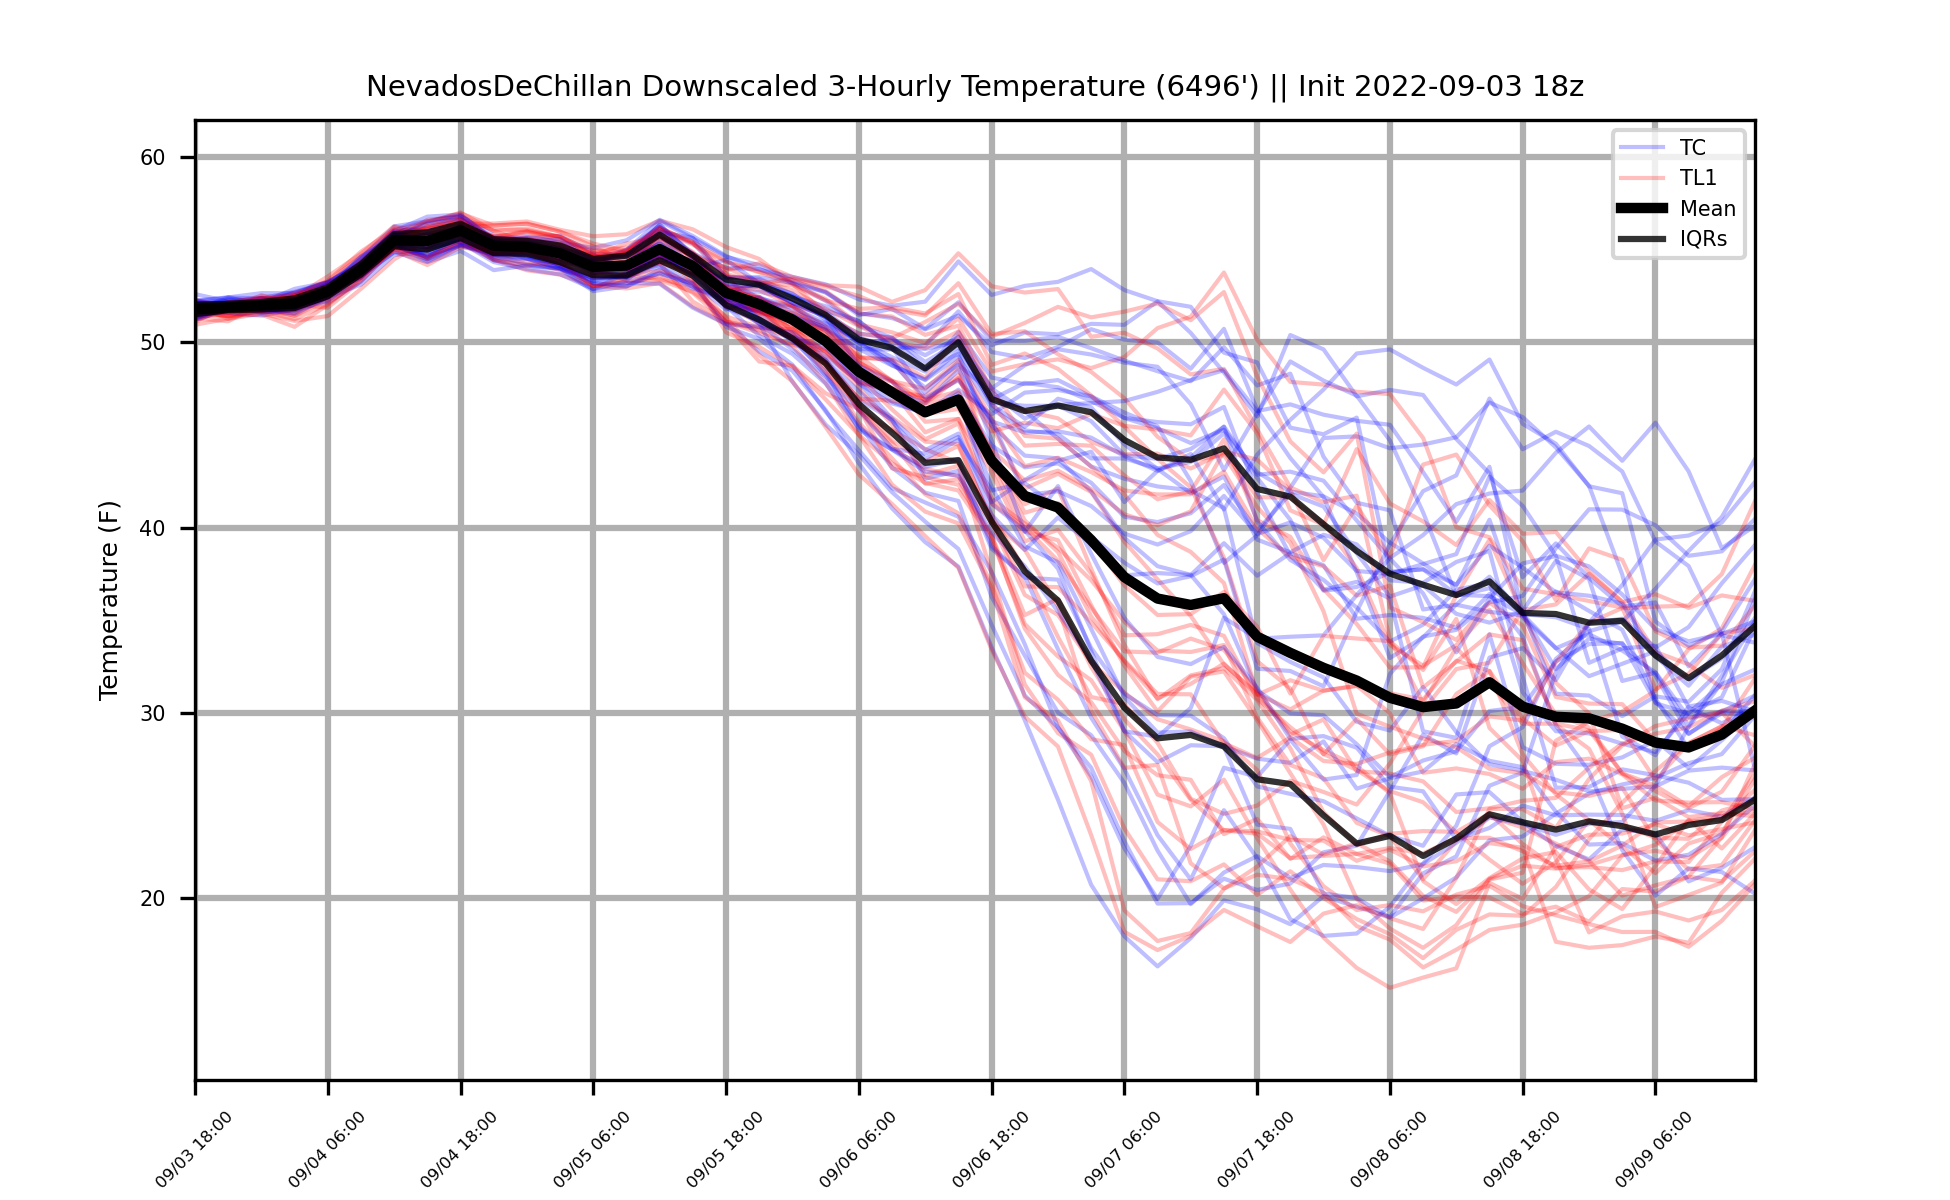 NevadosDeChillan Downscaled 3-Hourly Temperature (6496') || Init 2022-09-03 18z
TC
TL1
Mean
IQRs
Temperature (F)
60
50
40
30
20
09/03 18:00
09/04 06:00
09/04 18:00
09/05 06:00
09/05 18:00
09/06 06:00
09/06 18:00
09/07 06:00
09/07 18:00
09/08 06:00
09/08 18:00
09/09 06:00